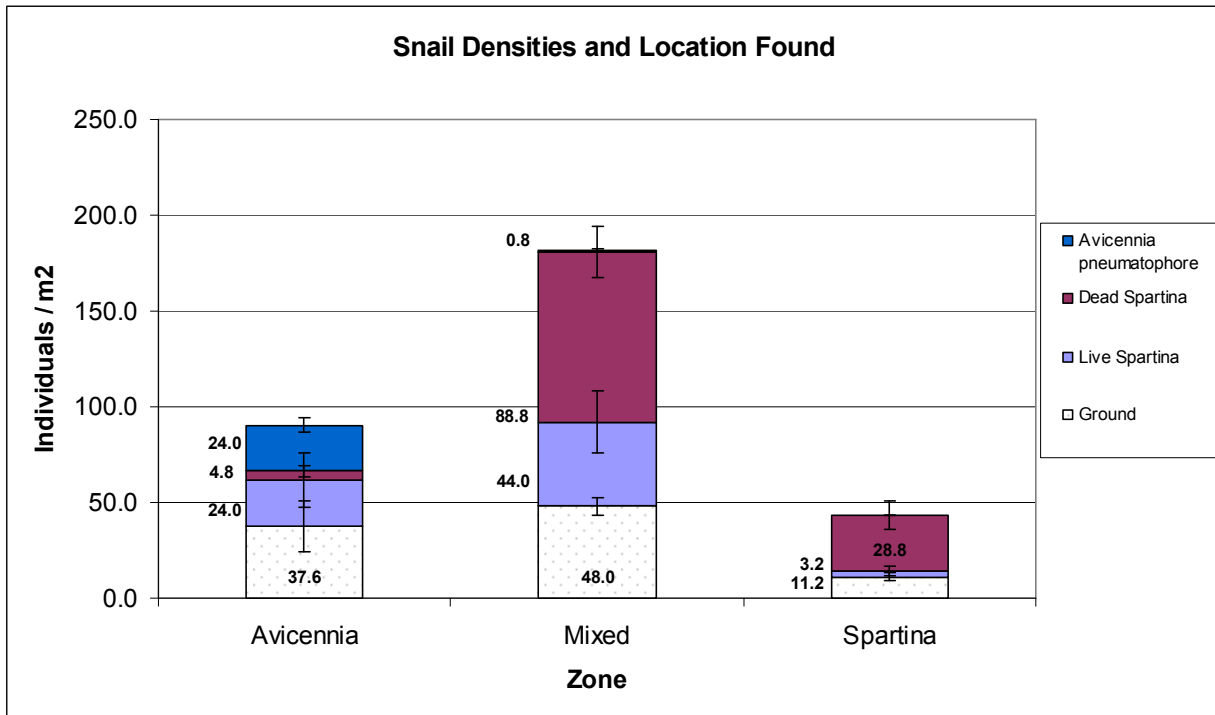 Snail Densities and Location Found
250.0
200.0
150.0
100.0
50.0
0.0
Individuals / m2
24.0
4.8
24.0
37.6
0.8
88.8
44.0
48.0
28.8
3.2
11.2
Avicennia
Mixed
Spartina
Zone
Avicennia
pneumatophore
Dead Spartina
Live Spartina
Ground